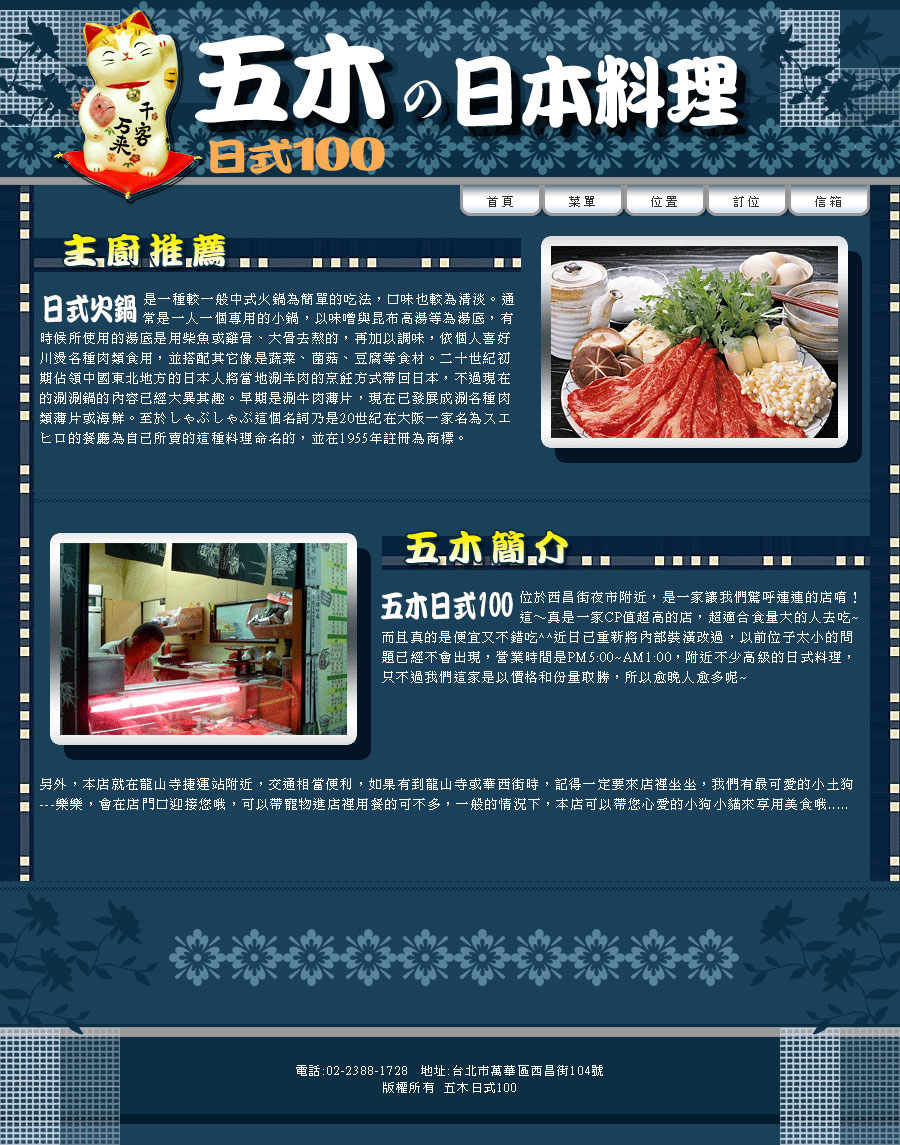 五木の日本料理
千客
万来
日式100
首頁 菜單 位置 訂位 信箱
主廚推薦
日式火鍋 是一種較一般中式火鍋為簡單的吃法，口味也較為清淡。通
常是一人一個專用的小鍋，以味噌與昆布高湯等為湯底，有
時候所使用的湯底是用柴魚或雞骨、大骨去熬的，再加以調味，依個人喜好
川燙各種肉類食用，並搭配其它像是蔬菜、菌菇、豆腐等食材。二十世紀初
期佔領中國東北地方的日本人將當地涮羊肉的烹飪方式帶回日本，不過現在
的涮涮鍋的內容已經大異其趣。早期是涮牛肉薄片，現在已發展成涮各種肉
類薄片或海鮮。至於しゃぶしゃぶ這個名詞乃是20世紀在大阪一家名為スエ
ヒロ的餐廳為自己所賣的這種料理命名的，並在1955年註冊為商標。
五木簡介
五木日式100 位於西昌街夜市附近，是一家讓我們驚呼連連的店唷！
這～真是一家CP值超高的店，超適合食量大的人去吃~
而且真的是便宜又不錯吃^^近日已重新將內部裝潢改過，以前位子太小的問
題已經不會出現，營業時間是PM5:00~AM1:00，附近不少高級的日式料理，
只不過我們這家是以價格和份量取勝，所以愈晚人愈多呢~
另外，本店就在龍山寺捷運站附近，交通相當便利，如果有到龍山寺或華西街時，記得一定要來店裡坐坐，我們有最可愛的小土狗
---樂樂，會在店門口迎接您哦，可以帶寵物進店裡用餐的可不多，一般的情況下，本店可以帶您心愛的小狗小貓來享用美食哦.....
電話:02-2388-1728 地址:台北市萬華區西昌街104號
版權所有 五木日式100